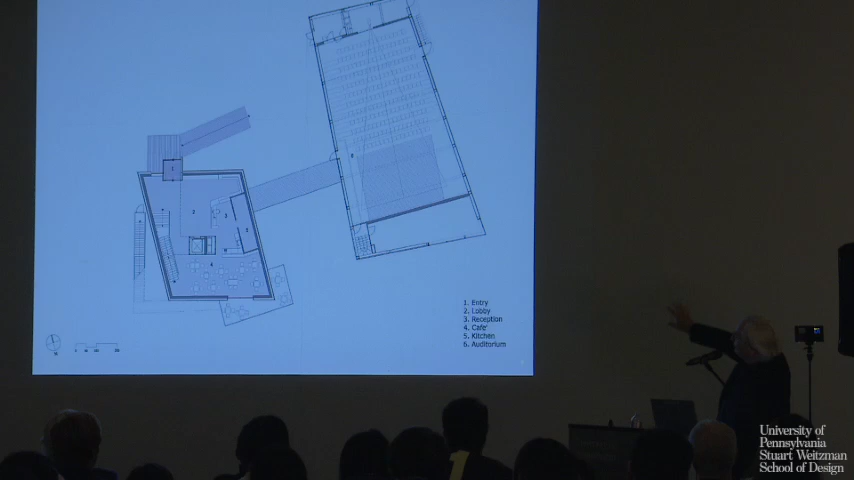 1. Entry
2. Lobby
3. Reception
4. Cafe'
5. Kitchen
6. Auditorium
University of
Pennsylvania
Stuart Weitzman
School of Design